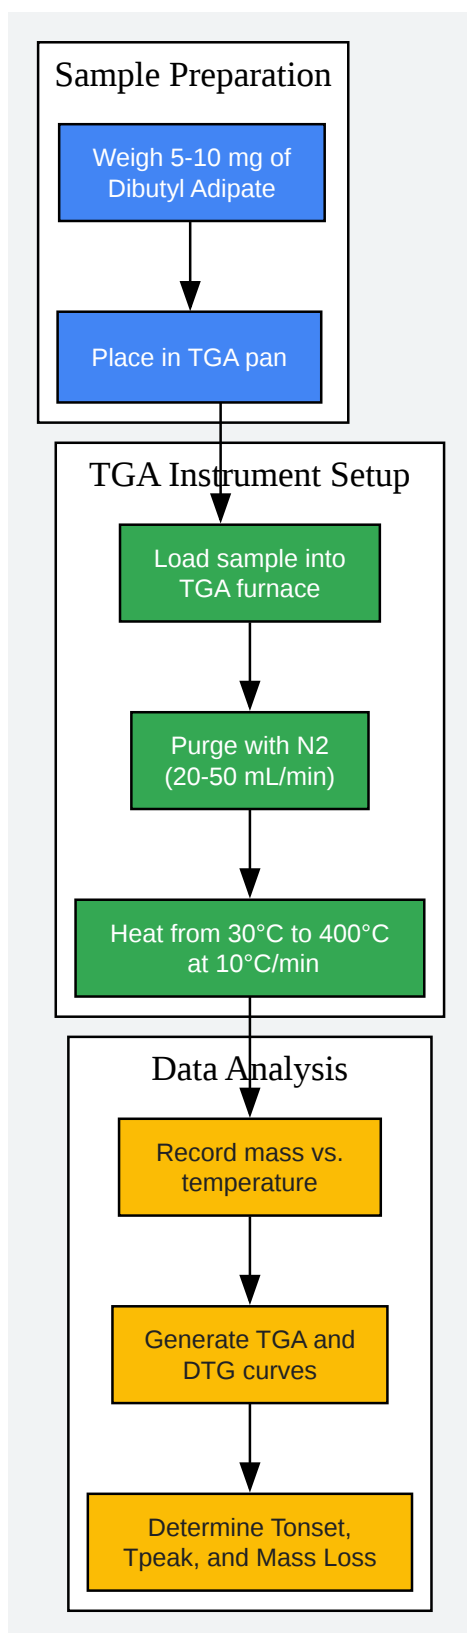 Sample Preparation
Weigh 5-10 mg of
Dibutyl Adipate
Place in TGA pan
TGA Instrument Setup
Load sample into
TGA furnace
Purge with N2
(20-50 mL/min)
Heat from 30°C to 400°C
at 10°C/min
Data Analysis
Record mass vs.
temperature
Generate TGA and
DTG curves
Determine Tonset,
Tpeak, and Mass Loss